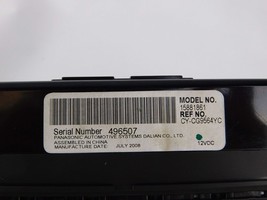 MODEL NO.
15881861
REF NO.
CY-CG9564YC
Serial Number 496507
PANASONIC AUTOMOTIVE SYSTEMS DALIAN CO., LTD.
ASSEMBLED IN CHINA
MANUFACTURE DATE: JULY 2008
12VDC